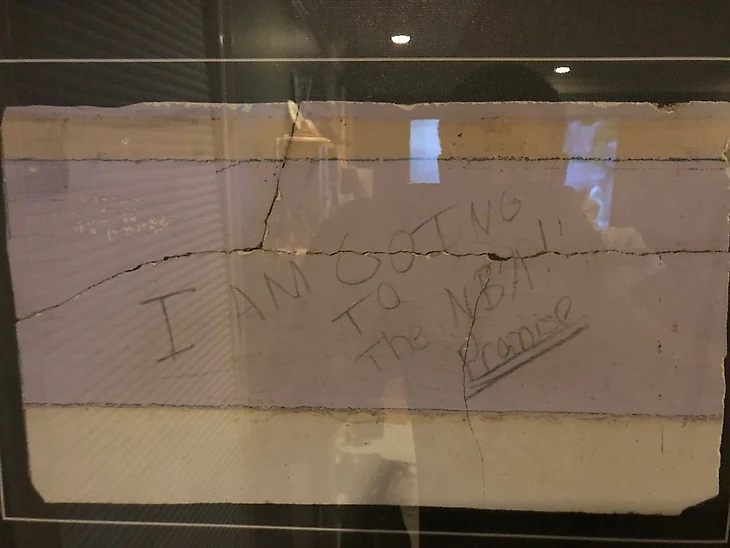 I AM GOING
TO
The NBA!!
Promise